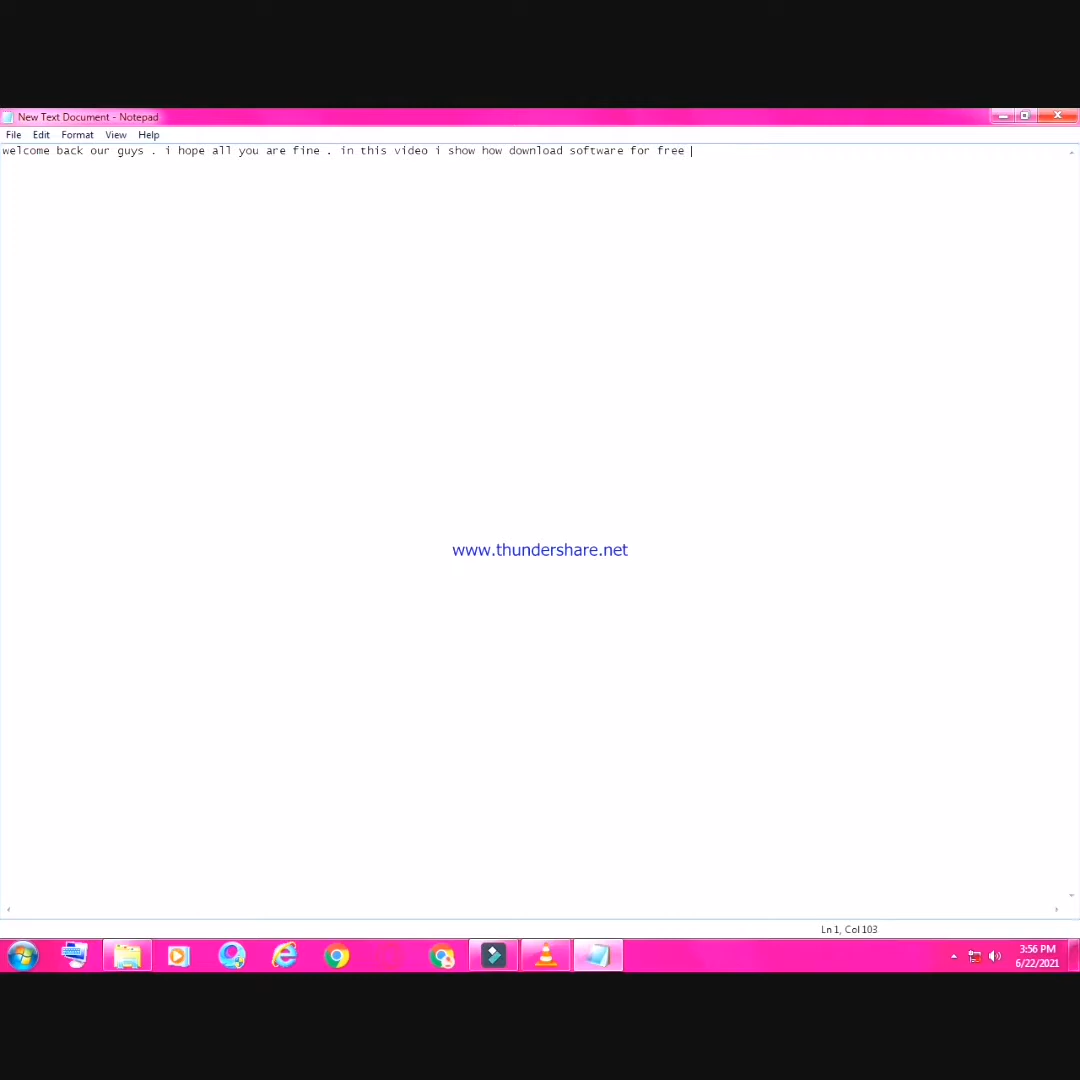 New Text Document - Notepad
File Edit Format View Help
welcome back our guys . i hope all you are fine . in this video i show how download software for free
www.thundershare.net
Ln 1, Col 103
3:56 PM
6/22/2021